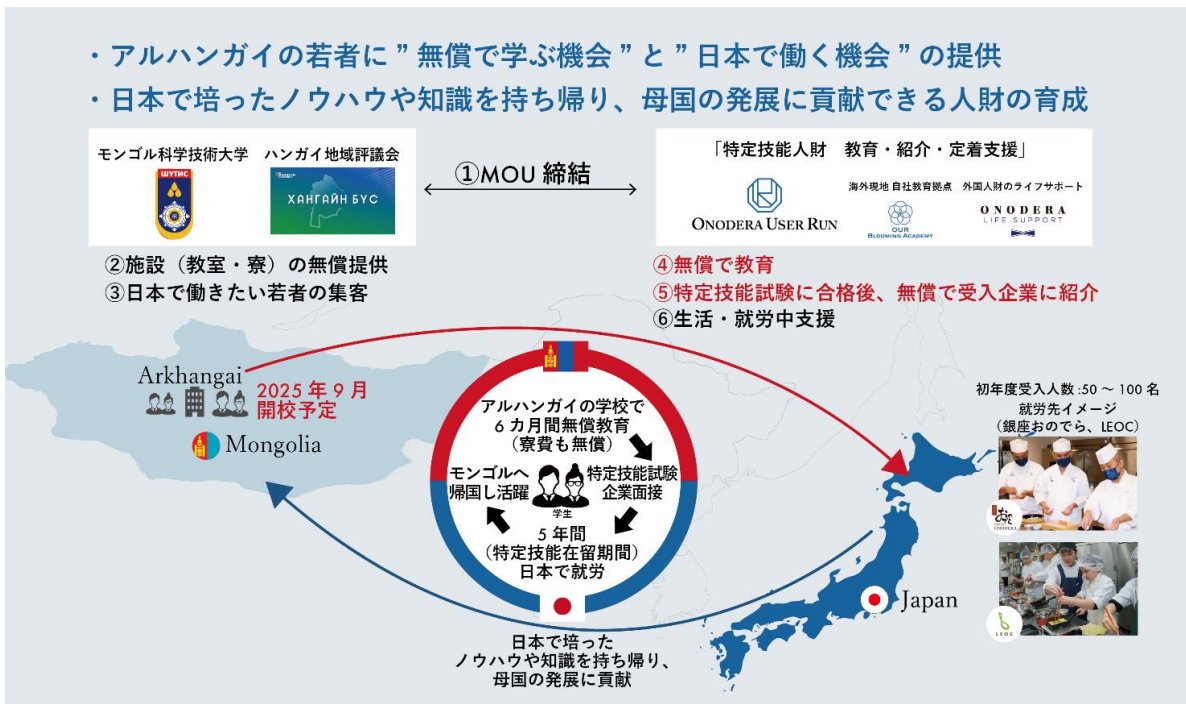 ・アルハンガイの若者に”無償で学ぶ機会”と”日本で働く機会”の提供
・日本で培ったノウハウや知識を持ち帰り、母国の発展に貢献できる人財の育成
モンゴル科学技術大学
ハンガイ地域評議会
ШУТИС
ХАНГАЙН БҮС
①MOU 締結
「特定技能人財　教育・紹介・定着支援」
ONODERA USER RUN
海外現地 自社教育拠点
OUR
BLOOMING ACADEMY
外国人財のライフサポート
ONODERA
LIFE SUPPORT
②施設（教室・寮）の無償提供
③日本で働きたい若者の集客
④無償で教育
⑤特定技能試験に合格後、無償で受入企業に紹介
⑥生活・就労中支援
Arkhangai
2025年9月
開校予定
Mongolia
アルハンガイの学校で
6カ月間無償教育
（寮費も無償）
特定技能試験
企業面接
学生
5年間
（特定技能在留期間）
日本で就労
モンゴルへ
帰国し活躍
日本で培った
ノウハウや知識を持ち帰り、
母国の発展に貢献
Japan
初年度受入人数:50～100名
就労先イメージ
（銀座おのでら、LEOC）
LEOC